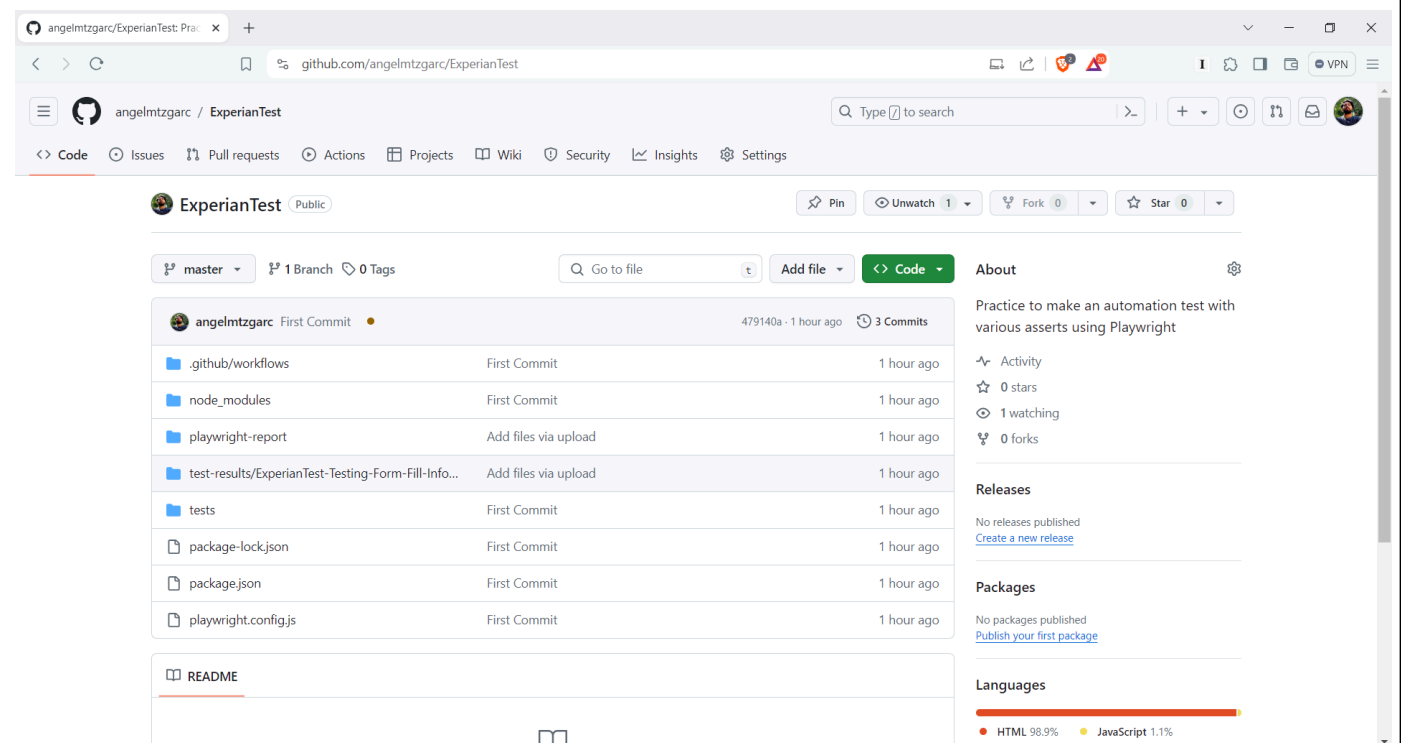 angelmtzgarc/ExperianTest: Prac
github.com/angelmtzgarc/ExperianTest
2
20
I
VPN
angelmtzgarc / ExperianTest
Type / to search
Code Issues Pull requests Actions Projects Wiki Security Insights Settings
ExperianTest Public
Pin Unwatch 1 Fork 0 Star 0
master 1 Branch 0 Tags Go to file t Add file Code
angelmtzgarc First Commit 479140a · 1 hour ago 3 Commits
.github/workflows First Commit 1 hour ago
node_modules First Commit 1 hour ago
playwright-report Add files via upload 1 hour ago
test-results/ExperianTest-Testing-Form-Fill-Info... Add files via upload 1 hour ago
tests First Commit 1 hour ago
package-lock.json First Commit 1 hour ago
package.json First Commit 1 hour ago
playwright.config.js First Commit 1 hour ago
README
About
Practice to make an automation test with
various asserts using Playwright
Activity
0 stars
1 watching
0 forks
Releases
No releases published
Create a new release
Packages
No packages published
Publish your first package
Languages
HTML 98.9% JavaScript 1.1%